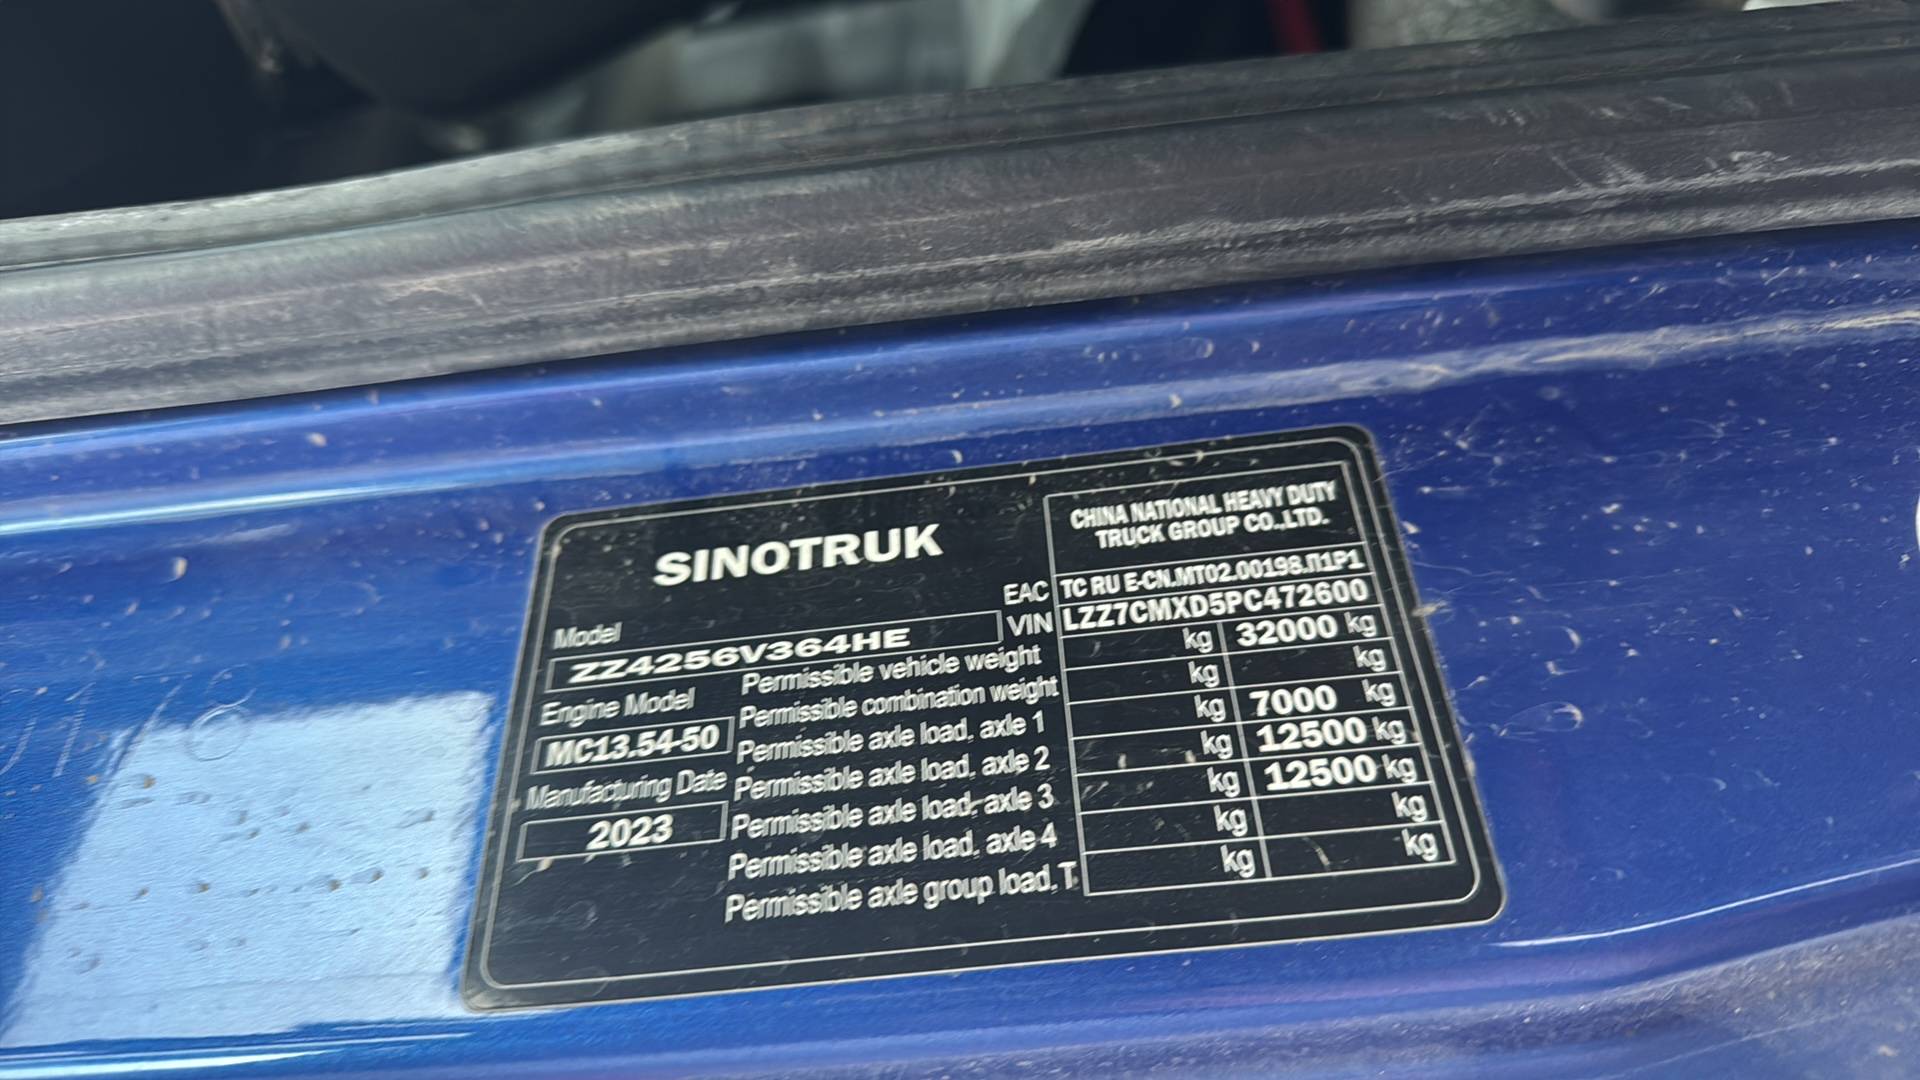 SINOTRUK
CHINA NATIONAL HEAVY DUTY
TRUCK GROUP CO.,LTD.
EAC TC RU E-CN.MT02.00198.П1Р1
VIN LZZ7CMXD5PC472600
Model
ZZ4256V364HE
Engine Model
MC13.54-50
Manufacturing Date
2023
Permissible vehicle weight kg 32000 kg
Permissible combination weight kg kg
Permissible axle load, axle 1 kg 7000 kg
Permissible axle load, axle 2 kg 12500 kg
Permissible axle load, axle 3 kg 12500 kg
Permissible axle load, axle 4 kg kg
Permissible axle group load, T kg kg